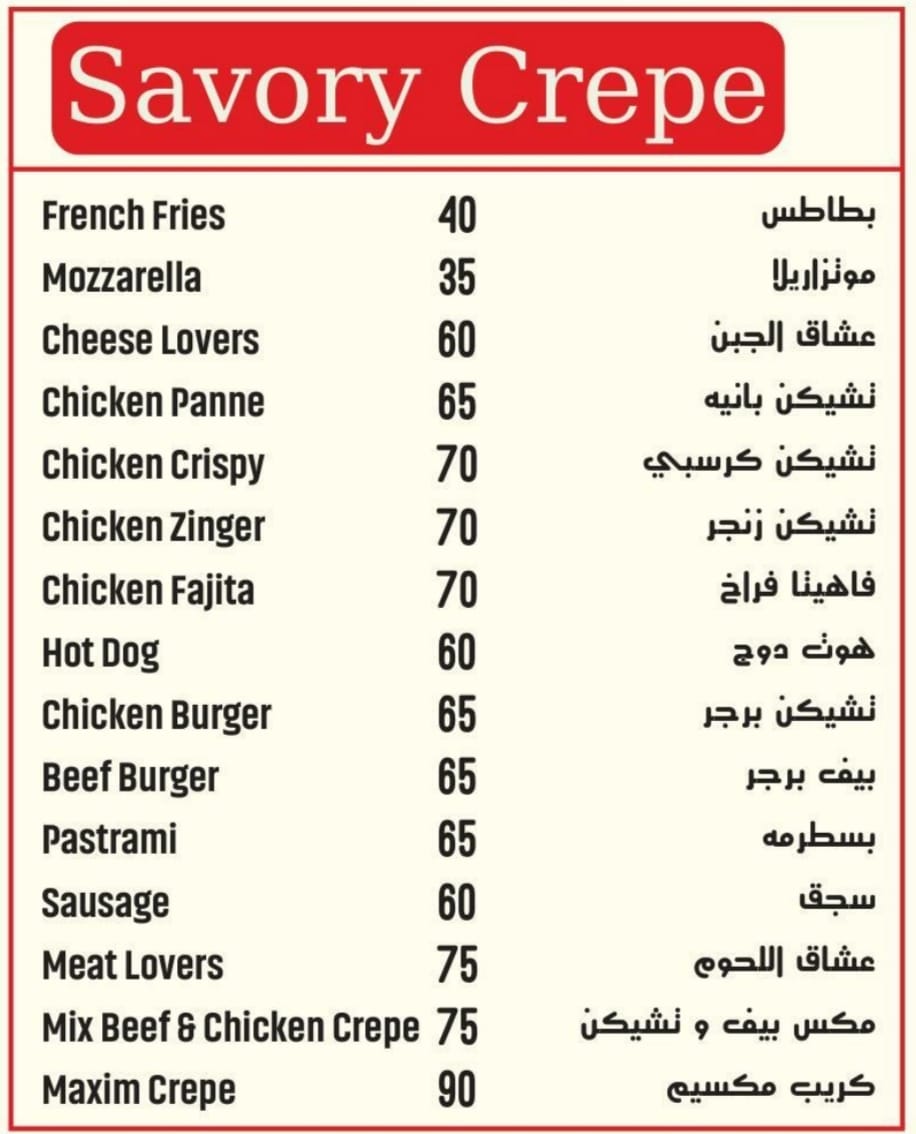 Savory Crepe
French Fries 40 بطاطس
Mozzarella 35 موتزاريلا
Cheese Lovers 60 عشاق الجبن
Chicken Panne 65 تشيكن بانيه
Chicken Crispy 70 تشيكن كرسبي
Chicken Zinger 70 تشيكن زنجر
Chicken Fajita 70 فاهيتا فراخ
Hot Dog 60 هوت دوج
Chicken Burger 65 تشيكن برجر
Beef Burger 65 بيف برجر
Pastrami 65 بسطرمه
Sausage 60 سجق
Meat Lovers 75 عشاق اللحوم
Mix Beef & Chicken Crepe 75 مكس بيف و تشيكن
Maxim Crepe 90 كريب مكسيم